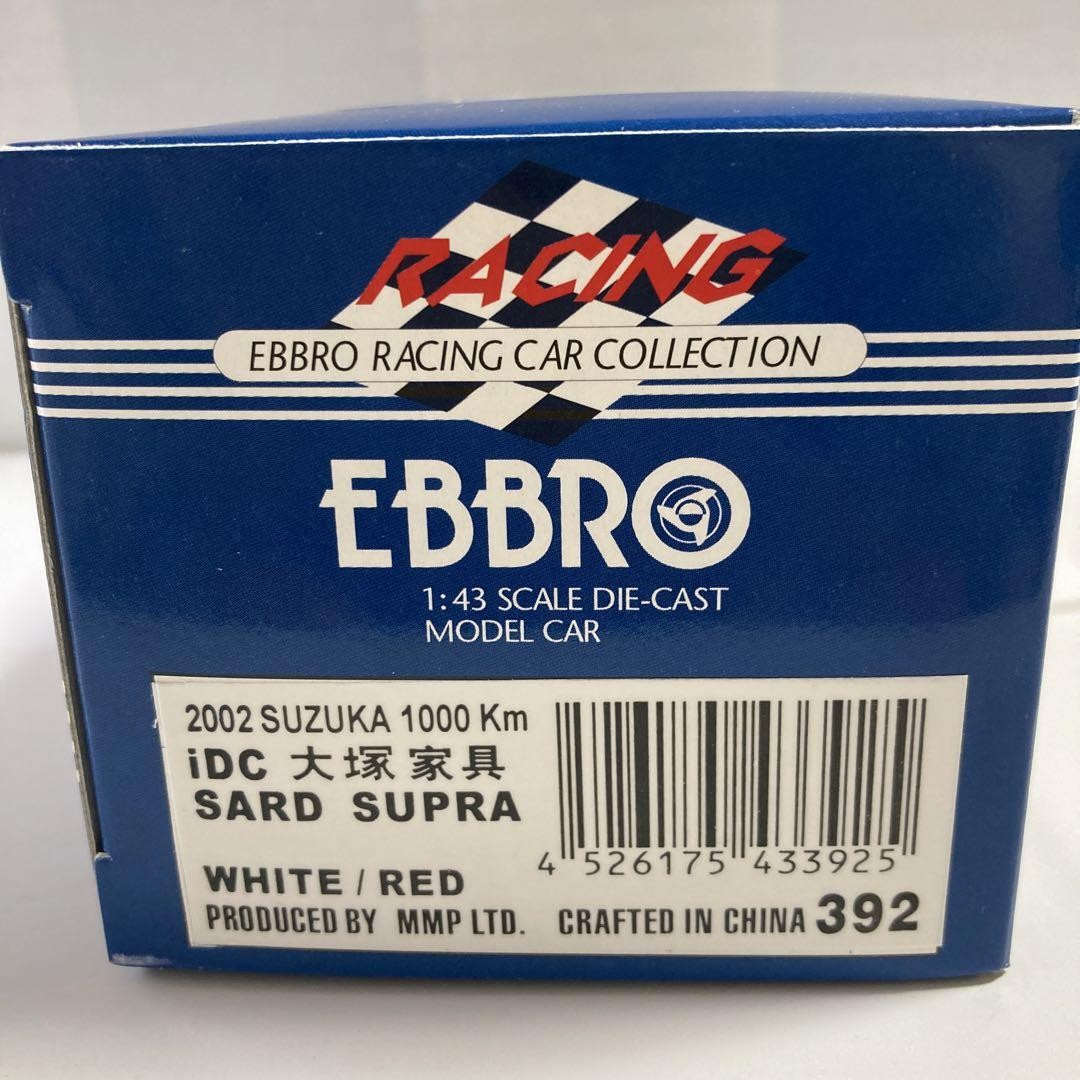 RACING
EBBRO RACING CAR COLLECTION
EBBRO
1:43 SCALE DIE-CAST
MODEL CAR
2002 SUZUKA 1000 Km
iDC 大塚家具
SARD SUPRA
4 526175 433925
WHITE / RED
PRODUCED BY MMP LTD. CRAFTED IN CHINA 392